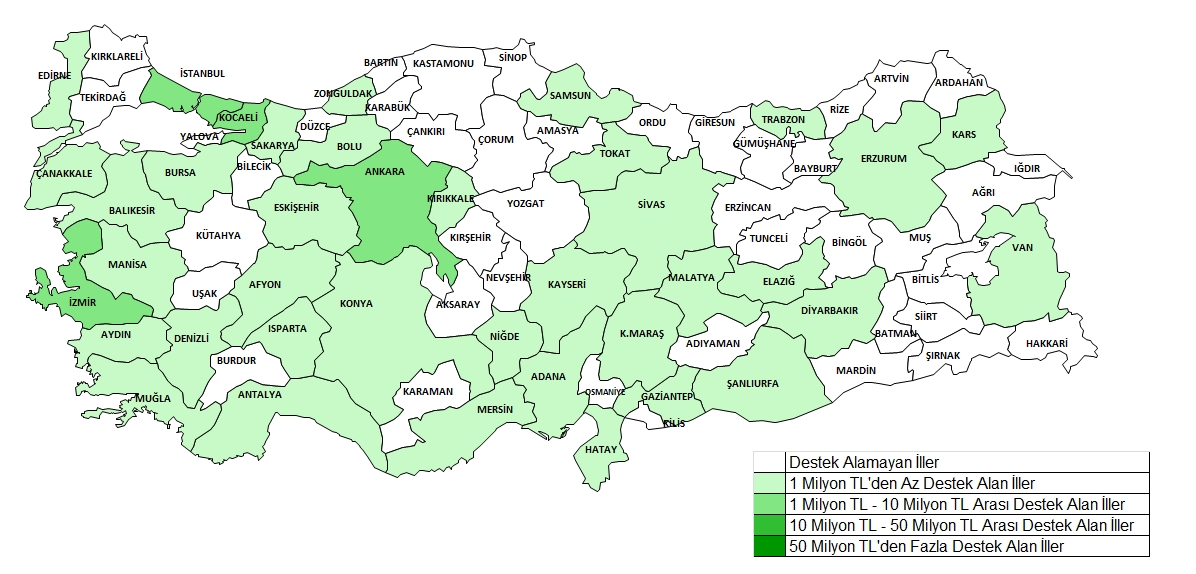 KIRKLARELİ
EDİRNE
İSTANBUL
TEKİRDAĞ
KOCAELİ
YALOVA
SAKARYA
DÜZCE
ZONGULDAK
BARTIN
KARABÜK
KASTAMONU
SİNOP
SAMSUN
ÇANKIRI
ÇORUM
AMASYA
ORDU
GİRESUN
TRABZON
RİZE
ARTVİN
ARDAHAN
KARS
GÜMÜŞHANE
BAYBURT
ERZURUM
IĞDIR
AĞRI
BOLU
BİLECİK
ÇANAKKALE
BURSA
ANKARA
TOKAT
BALIKESİR
ESKİŞEHİR
KIRIKKALE
YOZGAT
SİVAS
ERZİNCAN
KÜTAHYA
KIRŞEHİR
TUNCELİ
BİNGÖL
MUŞ
VAN
MANİSA
UŞAK
AFYON
NEVŞEHİR
KAYSERİ
MALATYA
ELAZIĞ
BİTLİS
İZMİR
KONYA
AKSARAY
DİYARBAKIR
SİİRT
AYDIN
DENİZLİ
ISPARTA
NİĞDE
K.MARAŞ
ADIYAMAN
BATMAN
ŞIRNAK
HAKKARİ
BURDUR
MARDİN
ADANA
ŞANLIURFA
MUĞLA
ANTALYA
KARAMAN
MERSİN
OSMANİYE
GAZİANTEP
KİLİS
HATAY
Destek Alamayan İller
1 Milyon TL'den Az Destek Alan İller
1 Milyon TL - 10 Milyon TL Arası Destek Alan İller
10 Milyon TL - 50 Milyon TL Arası Destek Alan İller
50 Milyon TL'den Fazla Destek Alan İller